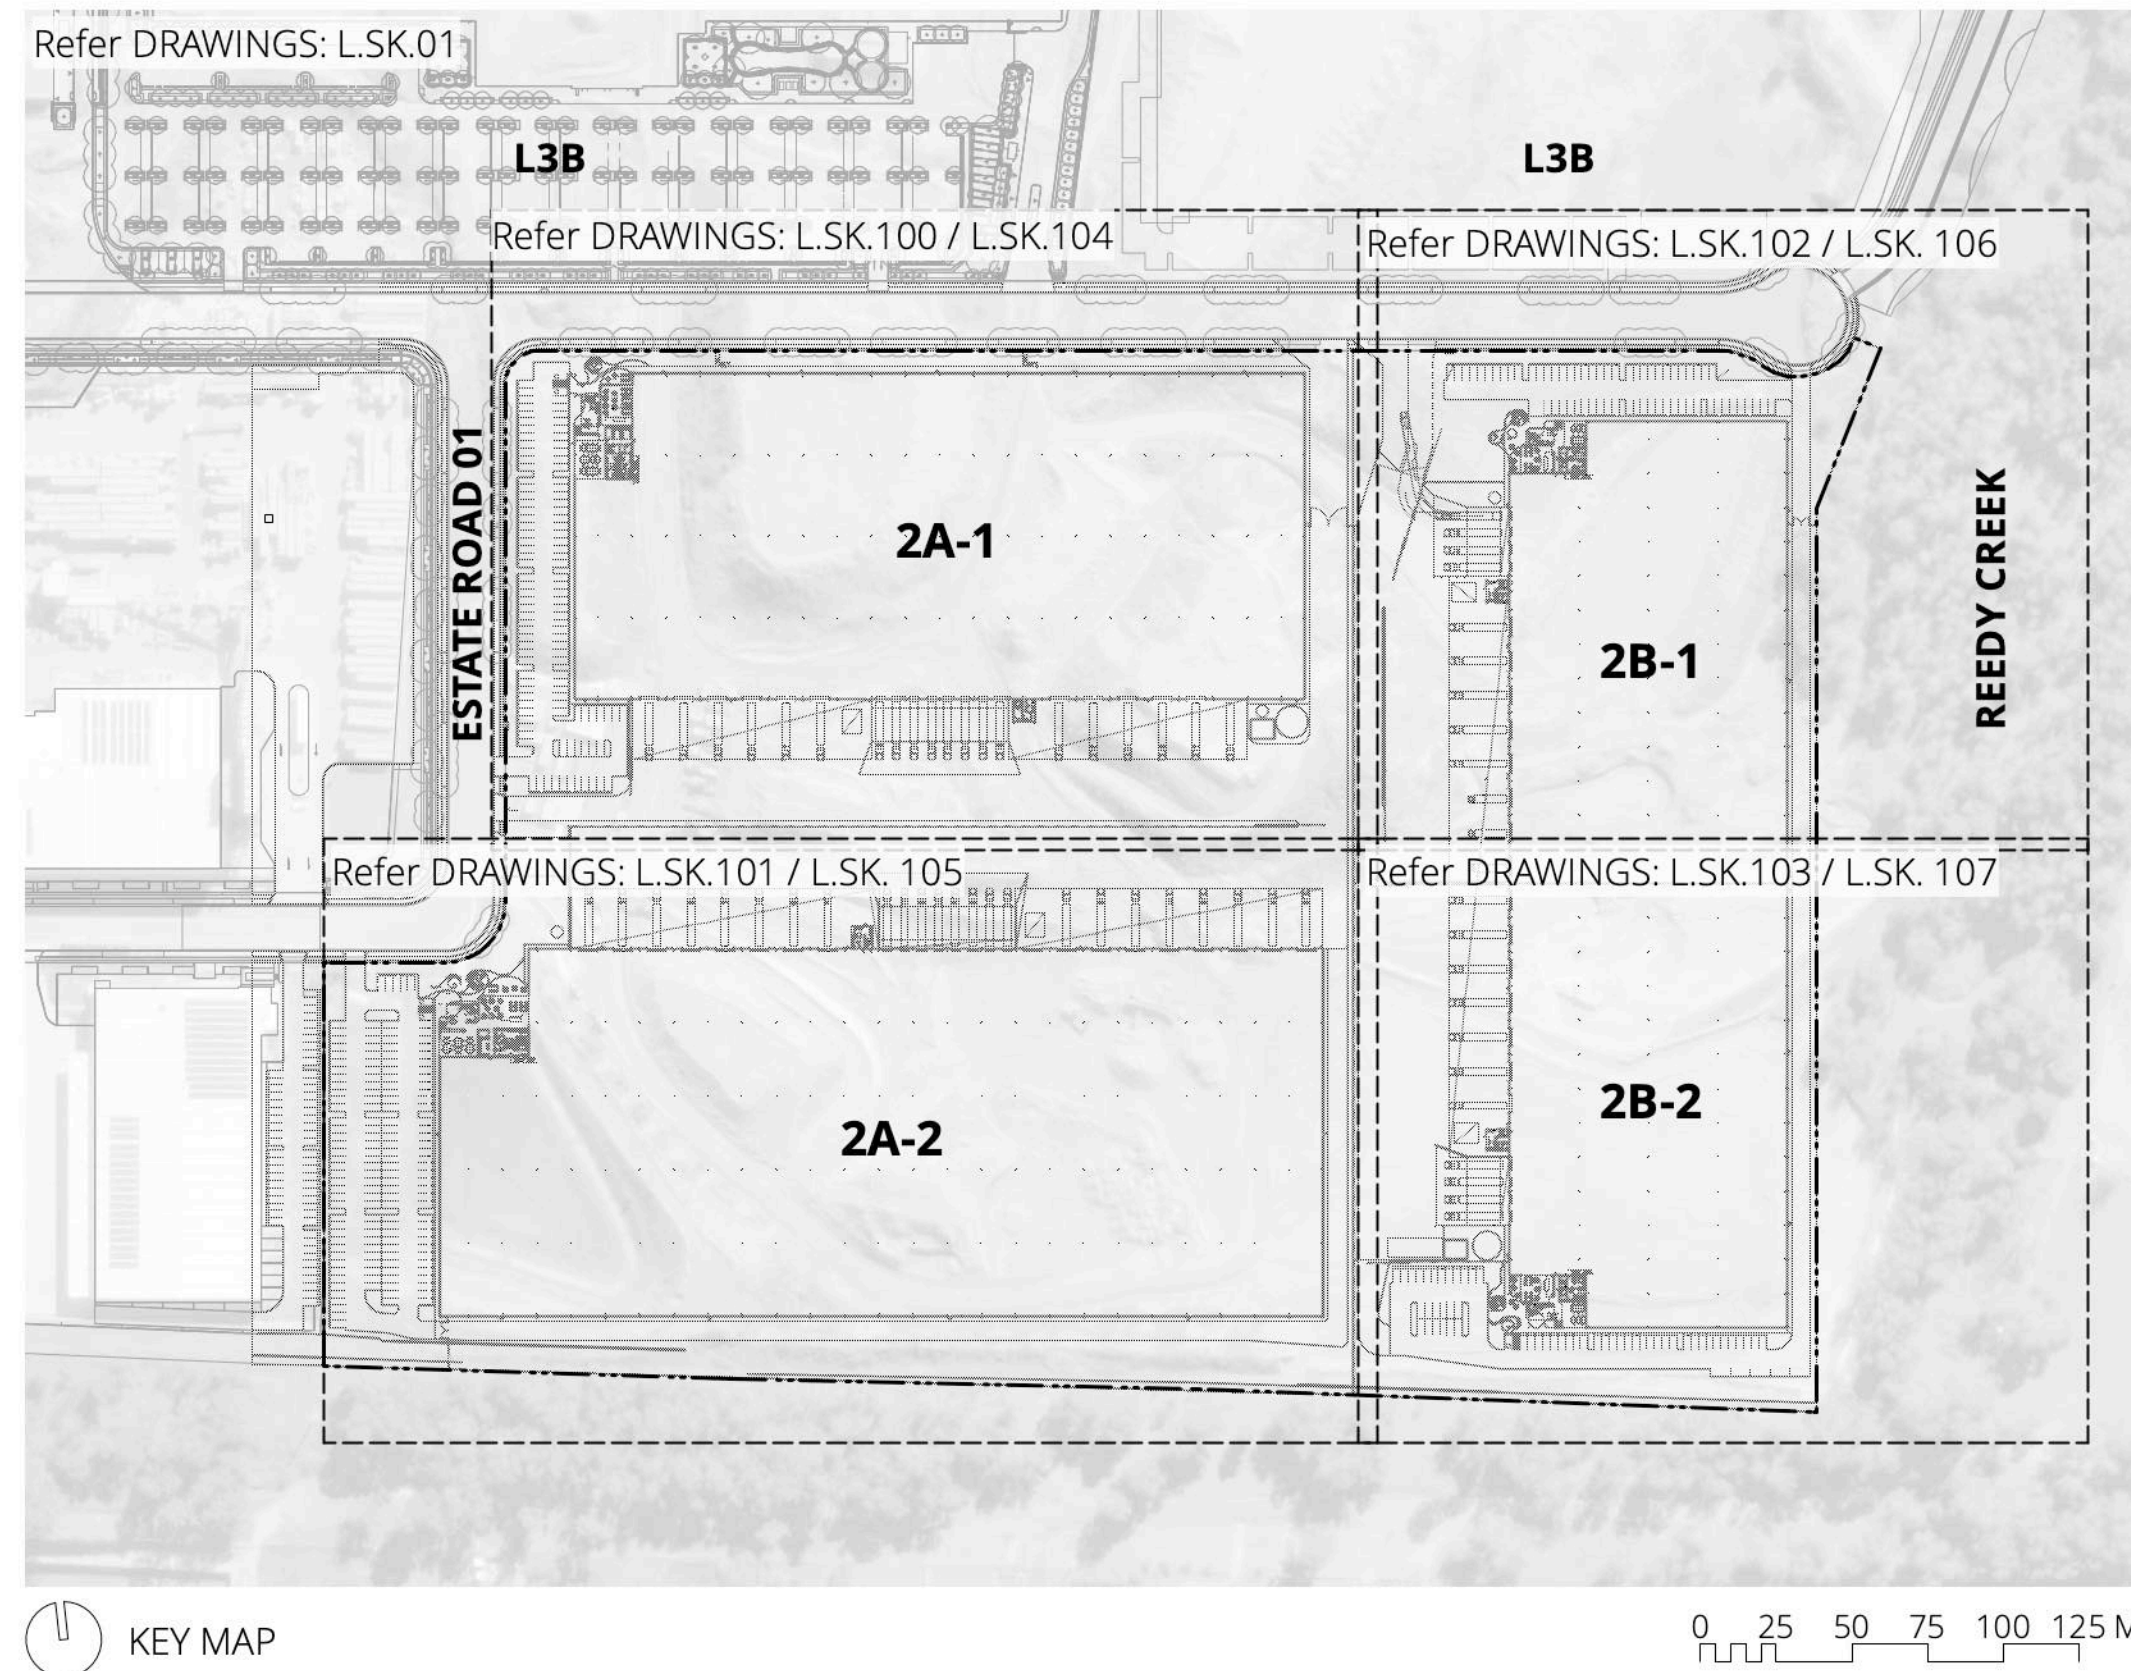 Refer DRAWINGS: L.SK.01
L3B
L3B
Refer DRAWINGS: L.SK.100 / L.SK.104
Refer DRAWINGS: L.SK.102 / L.SK. 106
ESTATE ROAD 01
2A-1
2B-1
REEDY CREEK
Refer DRAWINGS: L.SK.101 / L.SK. 105
Refer DRAWINGS: L.SK.103 / L.SK. 107
2A-2
2B-2
KEY MAP
0 25 50 75 100 125 M